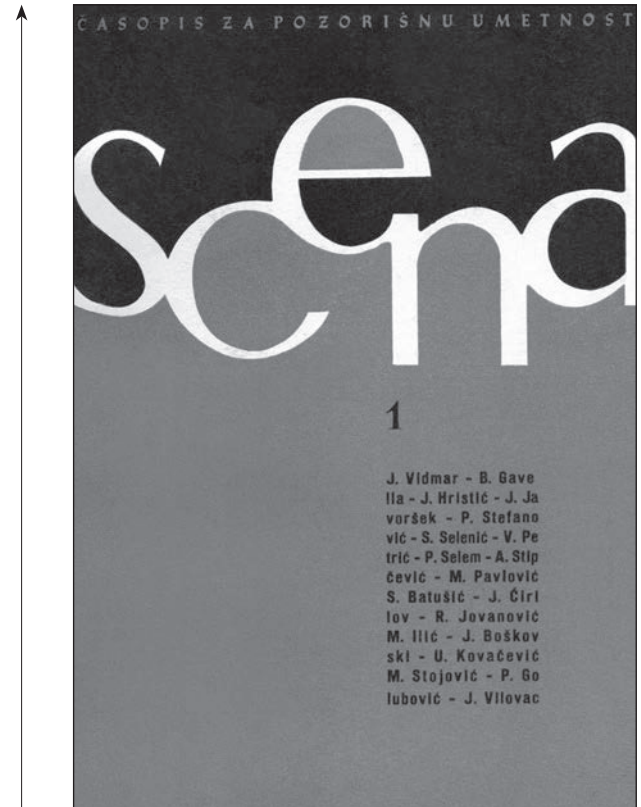 ČASOPIS ZA POZORIŠNU UMETNOST
scena
1
J. Vidmar - B. Gave
lla - J. Hristić - J. Ja
voršek - P. Stefano
vić - S. Selenić - V. Pe
trić - P. Selem - A. Stip
čević - M. Pavlović
S. Batušić - J. Ćirl
lov - R. Jovanović
M. Ilić - J. Boškov
ski - U. Kovačević
M. Stojović - P. Go
lubović - J. Vilovac